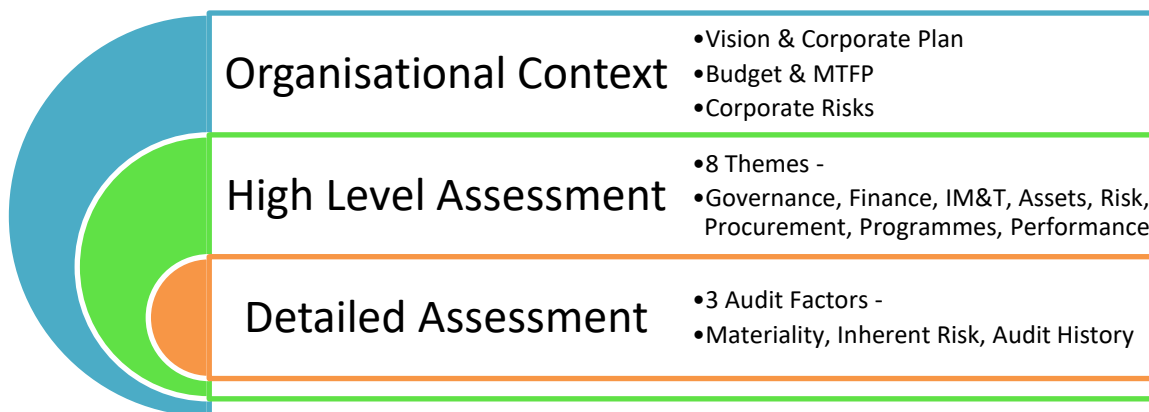 Organisational Context
•Vision & Corporate Plan
•Budget & MTFP
•Corporate Risks
High Level Assessment
•8 Themes -
•Governance, Finance, IM&T, Assets, Risk,
Procurement, Programmes, Performance
Detailed Assessment
•3 Audit Factors -
•Materiality, Inherent Risk, Audit History